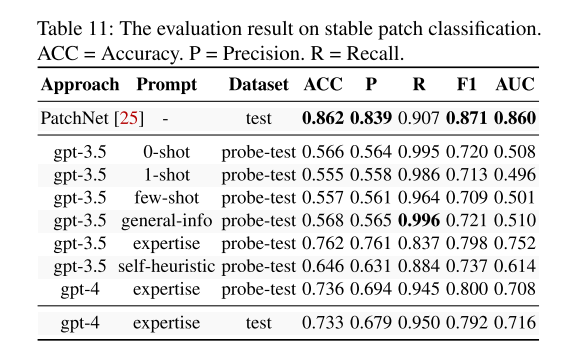 Table 11: The evaluation result on stable patch classification.
ACC = Accuracy. P = Precision. R = Recall.
Approach Prompt Dataset ACC P R F1 AUC
PatchNet [25] - test 0.862 0.839 0.907 0.871 0.860
gpt-3.5 0-shot probe-test 0.566 0.564 0.995 0.720 0.508
gpt-3.5 1-shot probe-test 0.555 0.558 0.986 0.713 0.496
gpt-3.5 few-shot probe-test 0.557 0.561 0.964 0.709 0.501
gpt-3.5 general-info probe-test 0.568 0.565 0.996 0.721 0.510
gpt-3.5 expertise probe-test 0.762 0.761 0.837 0.798 0.752
gpt-3.5 self-heuristic probe-test 0.646 0.631 0.884 0.737 0.614
gpt-4 expertise probe-test 0.736 0.694 0.945 0.800 0.708
gpt-4 expertise test 0.733 0.679 0.950 0.792 0.716